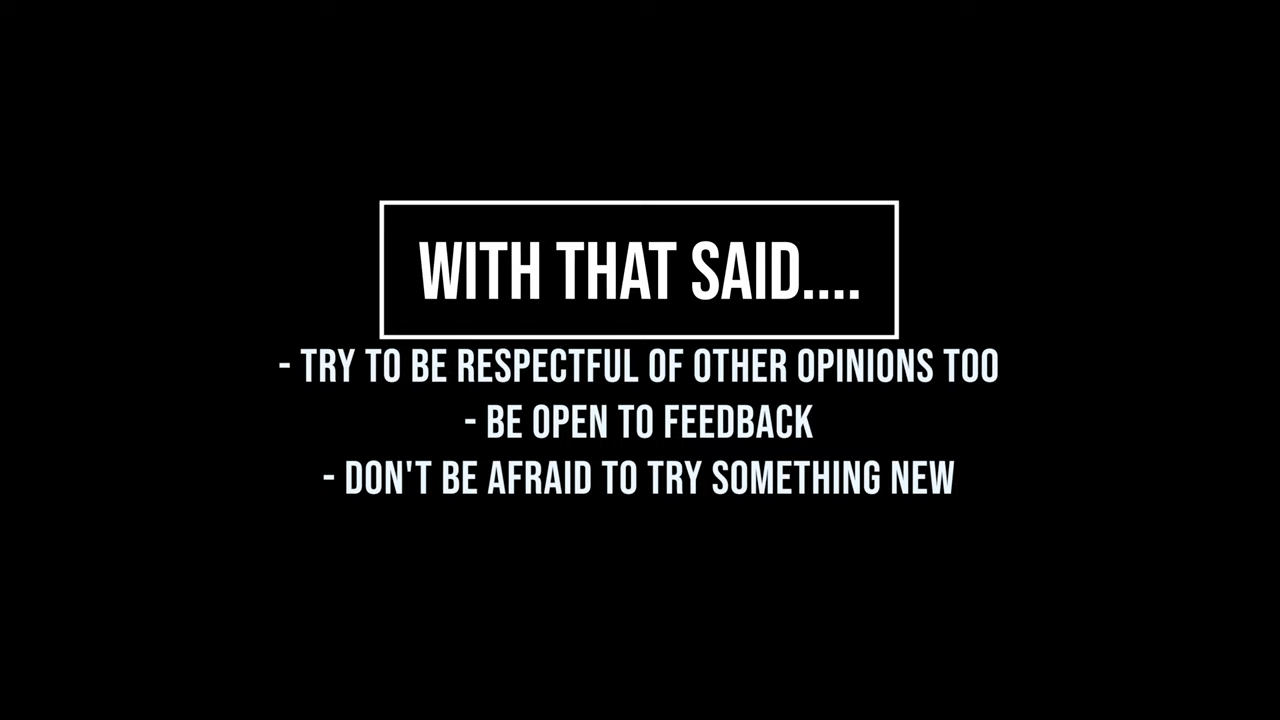 WITH THAT SAID....
- TRY TO BE RESPECTFUL OF OTHER OPINIONS TOO
- BE OPEN TO FEEDBACK
- DON'T BE AFRAID TO TRY SOMETHING NEW